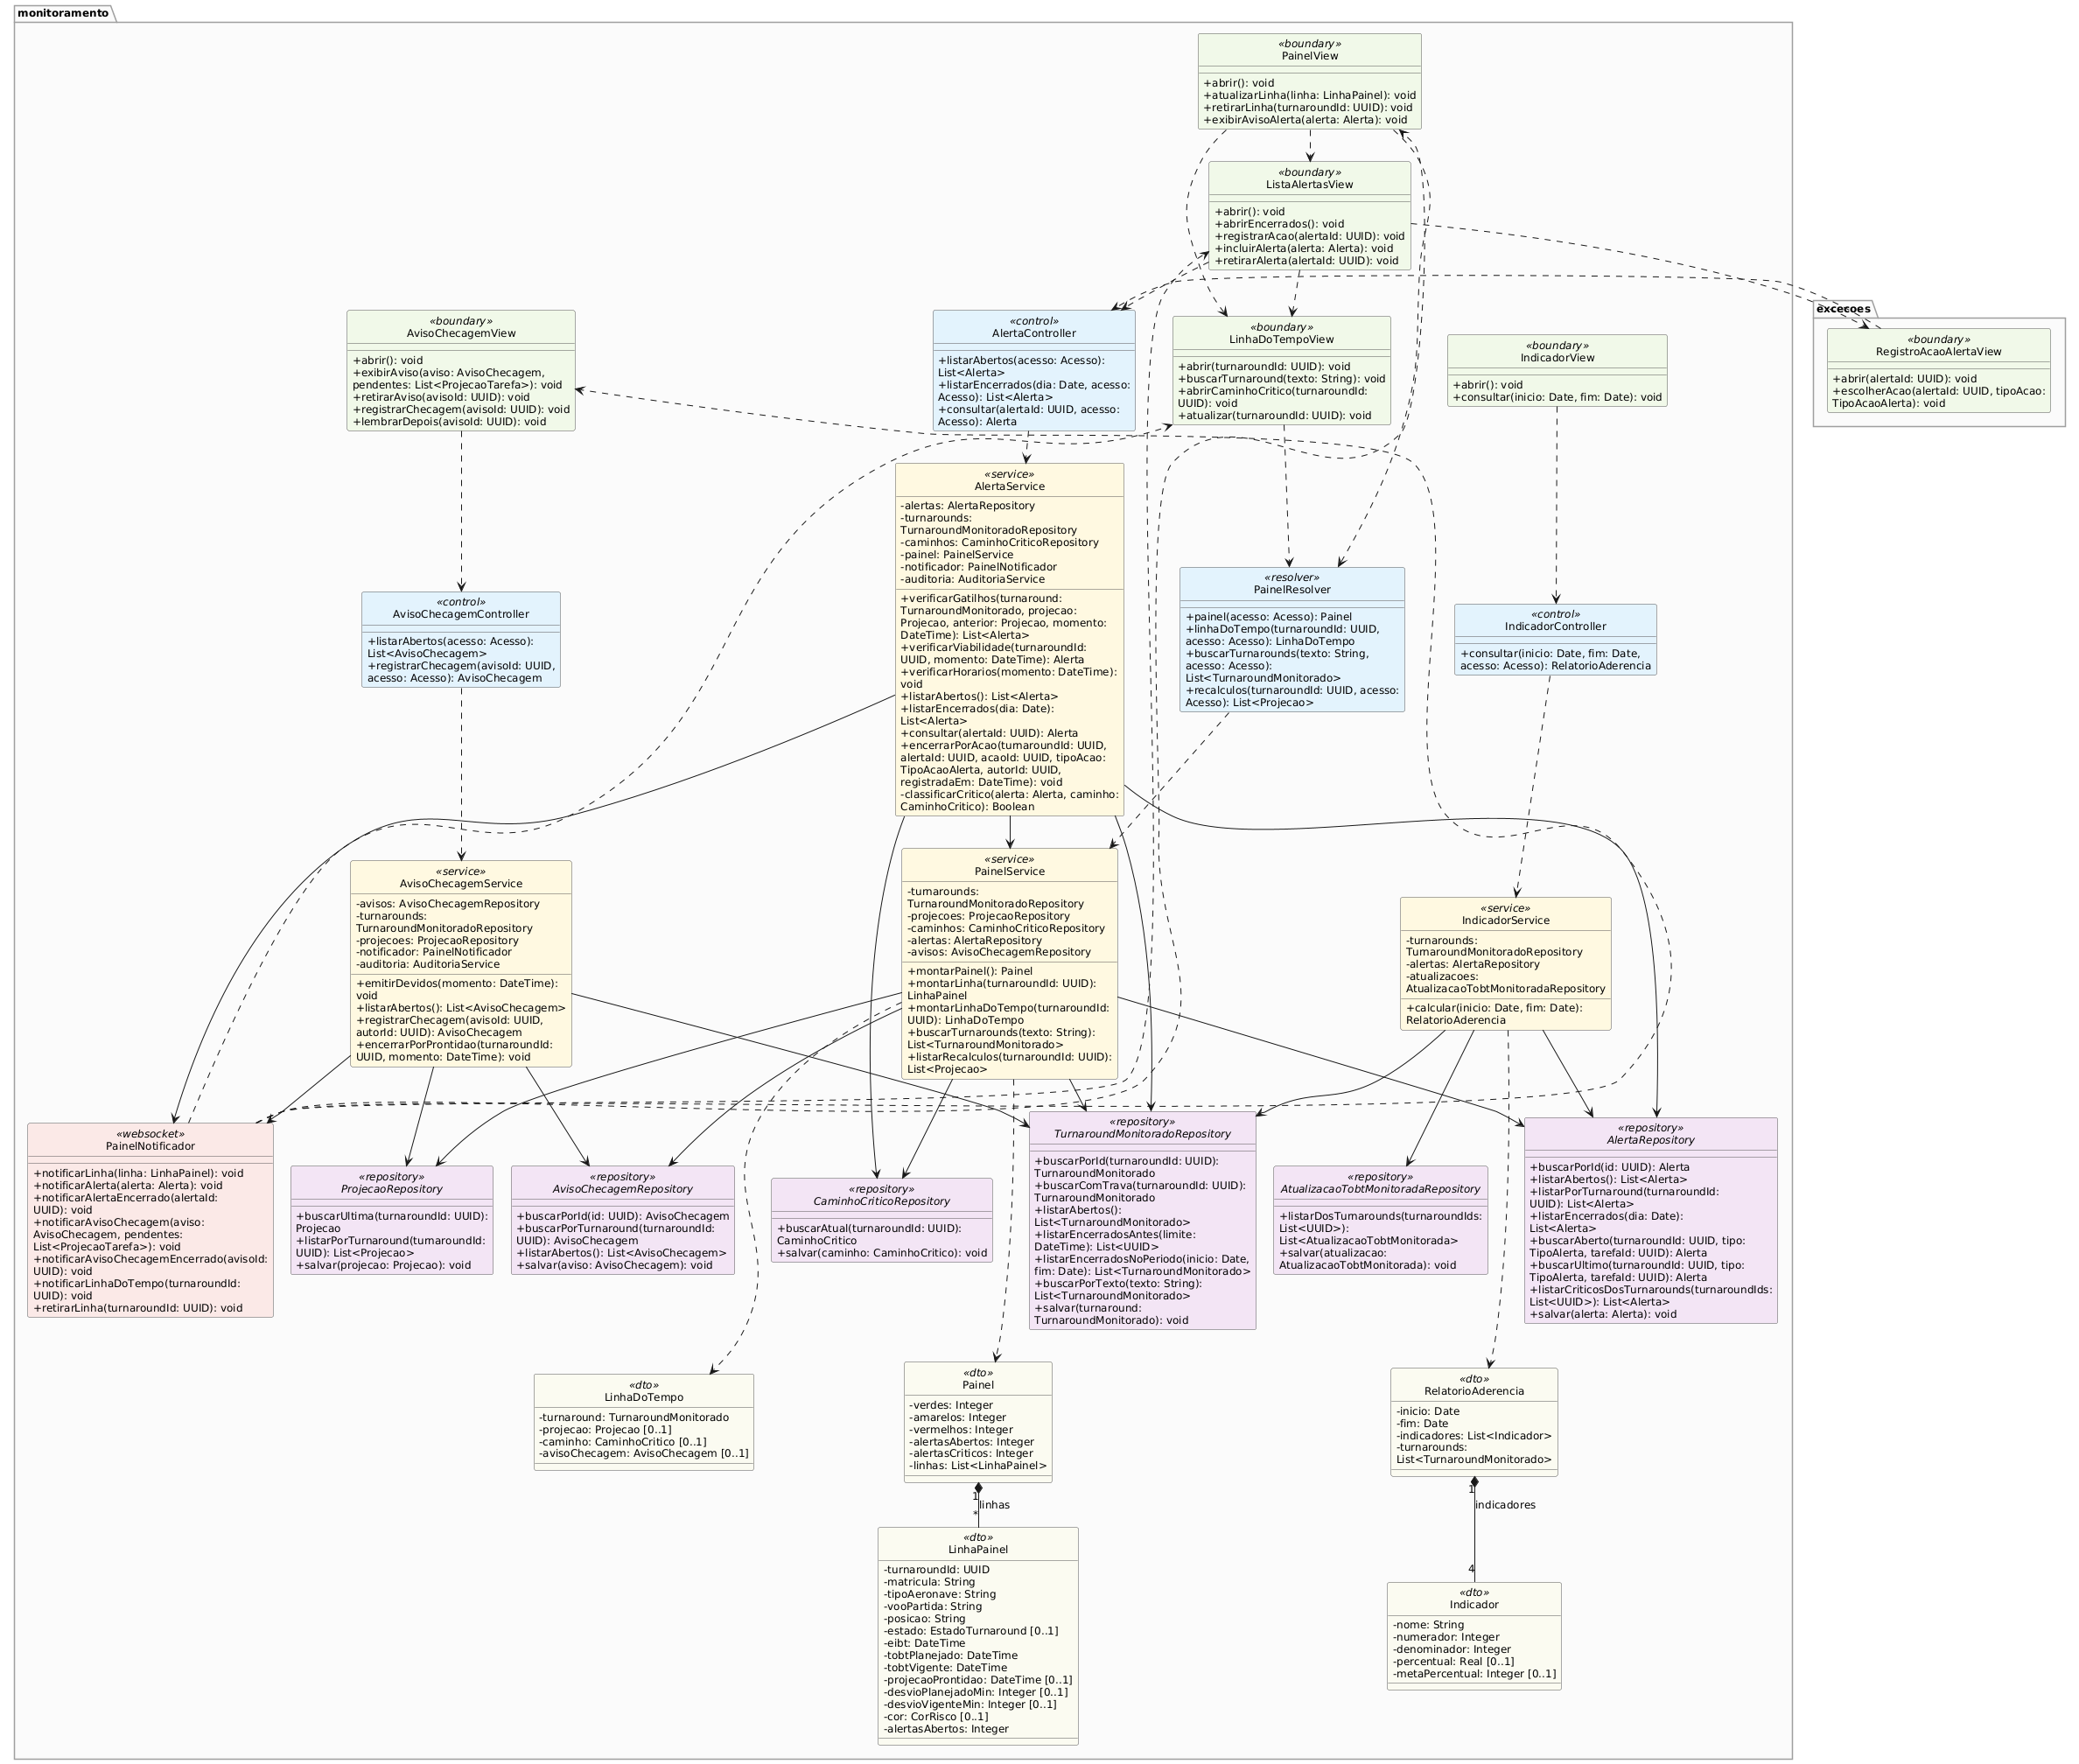 monitoramento
«boundary»
PainelView
+abrir(): void
+atualizarLinha(linha: LinhaPainel): void
+retirarLinha(turnaroundId: UUID): void
+exibirAvisoAlerta(alerta: Alerta): void
«boundary»
ListaAlertasView
+abrir(): void
+abrirEncerrados(): void
+registrarAcao(alertaId: UUID): void
+incluirAlerta(alerta: Alerta): void
+retirarAlerta(alertaId: UUID): void
«boundary»
AvisoChecagemView
+abrir(): void
+exibirAviso(aviso: AvisoChecagem,
pendentes: List<ProjecaoTarefa>): void
+retirarAviso(avisoId: UUID): void
+registrarChecagem(avisoId: UUID): void
+lembrarDepois(avisoId: UUID): void
«control»
AlertaController
+listarAbertos(acesso: Acesso):
List<Alerta>
+listarEncerrados(dia: Date, acesso:
Acesso): List<Alerta>
+consultar(alertaId: UUID, acesso:
Acesso): Alerta
«boundary»
LinhaDoTempoView
+abrir(turnaroundId: UUID): void
+buscarTurnaround(texto: String): void
+abrirCaminhoCritico(turnaroundId:
UUID): void
+atualizar(turnaroundId: UUID): void
«boundary»
IndicadorView
+abrir(): void
+consultar(inicio: Date, fim: Date): void
excecoes
«boundary»
RegistroAcaoAlertaView
+abrir(alertaId: UUID): void
+escolherAcao(alertaId: UUID, tipoAcao:
TipoAcaoAlerta): void
«service»
AlertaService
-alertas: AlertaRepository
-turnarounds:
TurnaroundMonitoradoRepository
-caminhos: CaminhoCriticoRepository
-painel: PainelService
-notificador: PainelNotificador
-auditoria: AuditoriaService
+verificarGatilhos(turnaround:
TurnaroundMonitorado, projecao:
Projecao, anterior: Projecao, momento:
DateTime): List<Alerta>
+verificarViabilidade(turnaroundId:
UUID, momento: DateTime): Alerta
+verificarHorarios(momento: DateTime):
void
+listarAbertos(): List<Alerta>
+listarEncerrados(dia: Date):
List<Alerta>
+consultar(alertaId: UUID): Alerta
+encerrarPorAcao(turnaroundId: UUID,
alertaId: UUID, acaoId: UUID, tipoAcao:
TipoAcaoAlerta, autorId: UUID,
registradaEm: DateTime): void
-classificarCritico(alerta: Alerta, caminho:
CaminhoCritico): Boolean
«control»
AvisoChecagemController
+listarAbertos(acesso: Acesso):
List<AvisoChecagem>
+registrarChecagem(avisoId: UUID,
acesso: Acesso): AvisoChecagem
«resolver»
PainelResolver
+painel(acesso: Acesso): Painel
+linhaDoTempo(turnaroundId: UUID,
acesso: Acesso): LinhaDoTempo
+buscarTurnarounds(texto: String,
acesso: Acesso):
List<TurnaroundMonitorado>
+recalculos(turnaroundId: UUID, acesso:
Acesso): List<Projecao>
«control»
IndicadorController
+consultar(inicio: Date, fim: Date,
acesso: Acesso): RelatorioAderencia
«service»
AvisoChecagemService
-avisos: AvisoChecagemRepository
-turnarounds:
TurnaroundMonitoradoRepository
-projecoes: ProjecaoRepository
-notificador: PainelNotificador
-auditoria: AuditoriaService
+emitirDevidos(momento: DateTime):
void
+listarAbertos(): List<AvisoChecagem>
+registrarChecagem(avisoId: UUID,
autorId: UUID): AvisoChecagem
+encerrarPorProntidao(turnaroundId:
UUID, momento: DateTime): void
«service»
PainelService
-turnarounds:
TurnaroundMonitoradoRepository
-projecoes: ProjecaoRepository
-caminhos: CaminhoCriticoRepository
-alertas: AlertaRepository
-avisos: AvisoChecagemRepository
+montarPainel(): Painel
+montarLinha(turnaroundId: UUID):
LinhaPainel
+montarLinhaDoTempo(turnaroundId:
UUID): LinhaDoTempo
+buscarTurnarounds(texto: String):
List<TurnaroundMonitorado>
+listarRecalculos(turnaroundId: UUID):
List<Projecao>
«service»
IndicadorService
-turnarounds:
TurnaroundMonitoradoRepository
-alertas: AlertaRepository
-atualizacoes:
AtualizacaoTobtMonitoradaRepository
+calcular(inicio: Date, fim: Date):
RelatorioAderencia
«websocket»
PainelNotificador
+notificarLinha(linha: LinhaPainel): void
+notificarAlerta(alerta: Alerta): void
+notificarAlertaEncerrado(alertaId:
UUID): void
+notificarAvisoChecagem(aviso:
AvisoChecagem, pendentes:
List<ProjecaoTarefa>): void
+notificarAvisoChecagemEncerrado(avisoId:
UUID): void
+notificarLinhaDoTempo(turnaroundId:
UUID): void
+retirarLinha(turnaroundId: UUID): void
«repository»
ProjecaoRepository
+buscarUltima(turnaroundId: UUID):
Projecao
+listarPorTurnaround(turnaroundId:
UUID): List<Projecao>
+salvar(projecao: Projecao): void
«repository»
AvisoChecagemRepository
+buscarPorId(id: UUID): AvisoChecagem
+buscarPorTurnaround(turnaroundId:
UUID): AvisoChecagem
+listarAbertos(): List<AvisoChecagem>
+salvar(aviso: AvisoChecagem): void
«repository»
CaminhoCriticoRepository
+buscarAtual(turnaroundId: UUID):
CaminhoCritico
+salvar(caminho: CaminhoCritico): void
«repository»
TurnaroundMonitoradoRepository
+buscarPorId(turnaroundId: UUID):
TurnaroundMonitorado
+buscarComTrava(turnaroundId: UUID):
TurnaroundMonitorado
+listarAbertos():
List<TurnaroundMonitorado>
+listarEncerradosAntes(limite:
DateTime): List<UUID>
+listarEncerradosNoPeriodo(inicio: Date,
fim: Date): List<TurnaroundMonitorado>
+buscarPorTexto(texto: String):
List<TurnaroundMonitorado>
+salvar(turnaround:
TurnaroundMonitorado): void
«repository»
AtualizacaoTobtMonitoradaRepository
+listarDosTurnarounds(turnaroundIds:
List<UUID>):
List<AtualizacaoTobtMonitorada>
+salvar(atualizacao:
AtualizacaoTobtMonitorada): void
«repository»
AlertaRepository
+buscarPorId(id: UUID): Alerta
+listarAbertos(): List<Alerta>
+listarPorTurnaround(turnaroundId:
UUID): List<Alerta>
+listarEncerrados(dia: Date):
List<Alerta>
+buscarAberto(turnaroundId: UUID, tipo:
TipoAlerta, tarefaId: UUID): Alerta
+buscarUltimo(turnaroundId: UUID, tipo:
TipoAlerta, tarefaId: UUID): Alerta
+listarCriticosDosTurnarounds(turnaroundIds:
List<UUID>): List<Alerta>
+salvar(alerta: Alerta): void
«dto»
LinhaDoTempo
-turnaround: TurnaroundMonitorado
-projecao: Projecao [0..1]
-caminho: CaminhoCritico [0..1]
-avisoChecagem: AvisoChecagem [0..1]
«dto»
Painel
-verdes: Integer
-amarelos: Integer
-vermelhos: Integer
-alertasAbertos: Integer
-alertasCriticos: Integer
-linhas: List<LinhaPainel>
1
linhas
*
«dto»
RelatorioAderencia
-inicio: Date
-fim: Date
-indicadores: List<Indicador>
-turnarounds:
List<TurnaroundMonitorado>
1
indicadores
4
«dto»
LinhaPainel
-turnaroundId: UUID
-matricula: String
-tipoAeronave: String
-vooPartida: String
-posicao: String
-estado: EstadoTurnaround [0..1]
-eibt: DateTime
-tobtPlanejado: DateTime
-tobtVigente: DateTime
-projecaoProntidao: DateTime [0..1]
-desvioPlanejadoMin: Integer [0..1]
-desvioVigenteMin: Integer [0..1]
-cor: CorRisco [0..1]
-alertasAbertos: Integer
«dto»
Indicador
-nome: String
-numerador: Integer
-denominador: Integer
-percentual: Real [0..1]
-metaPercentual: Integer [0..1]